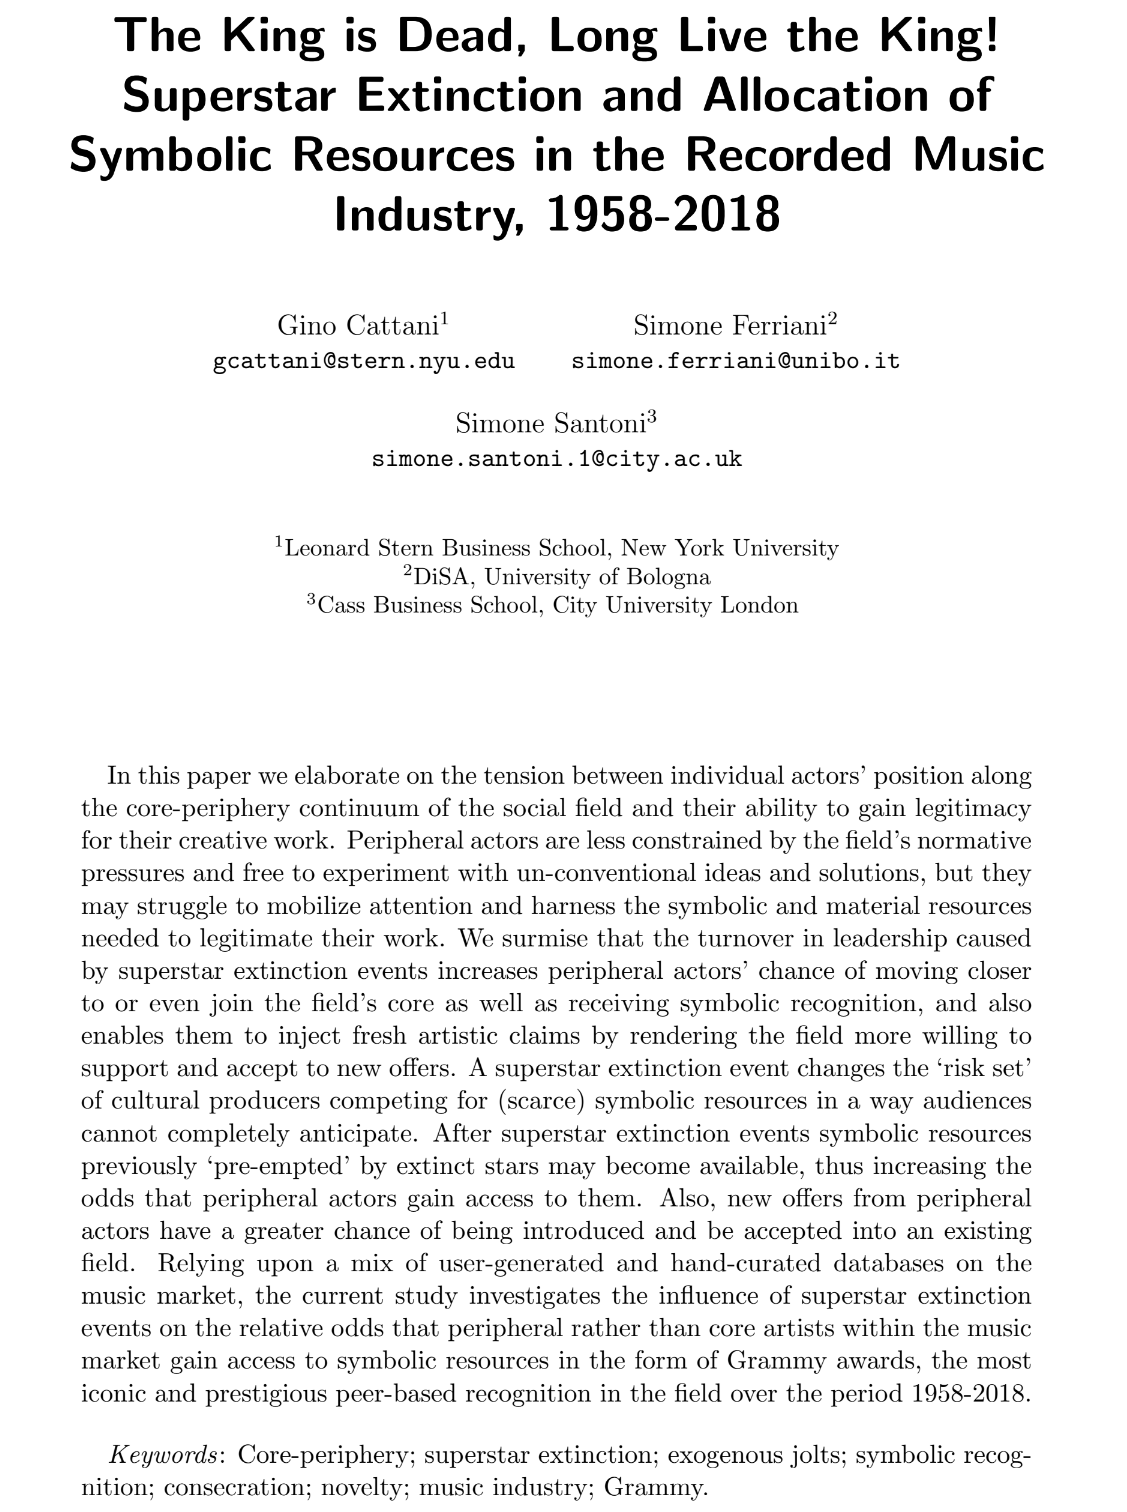 The King is Dead, Long Live the King!
Superstar Extinction and Allocation of
Symbolic Resources in the Recorded Music
Industry, 1958-2018
Gino Cattani1 Simone Ferriani2
gcattani@stern.nyu.edu simone.ferriani@unibo.it
Simone Santoni3
simone.santoni.1@city.ac.uk
1Leonard Stern Business School, New York University
2DiSA, University of Bologna
3Cass Business School, City University London
In this paper we elaborate on the tension between individual actors' position along
the core-periphery continuum of the social field and their ability to gain legitimacy
for their creative work. Peripheral actors are less constrained by the field's normative
pressures and free to experiment with un-conventional ideas and solutions, but they
may struggle to mobilize attention and harness the symbolic and material resources
needed to legitimate their work. We surmise that the turnover in leadership caused
by superstar extinction events increases peripheral actors' chance of moving closer
to or even join the field's core as well as receiving symbolic recognition, and also
enables them to inject fresh artistic claims by rendering the field more willing to
support and accept to new offers. A superstar extinction event changes the 'risk set'
of cultural producers competing for (scarce) symbolic resources in a way audiences
cannot completely anticipate. After superstar extinction events symbolic resources
previously 'pre-empted' by extinct stars may become available, thus increasing the
odds that peripheral actors gain access to them. Also, new offers from peripheral
actors have a greater chance of being introduced and be accepted into an existing
field. Relying upon a mix of user-generated and hand-curated databases on the
music market, the current study investigates the influence of superstar extinction
events on the relative odds that peripheral rather than core artists within the music
market gain access to symbolic resources in the form of Grammy awards, the most
iconic and prestigious peer-based recognition in the field over the period 1958-2018.
Keywords: Core-periphery; superstar extinction; exogenous jolts; symbolic recog-
nition; consecration; novelty; music industry; Grammy.